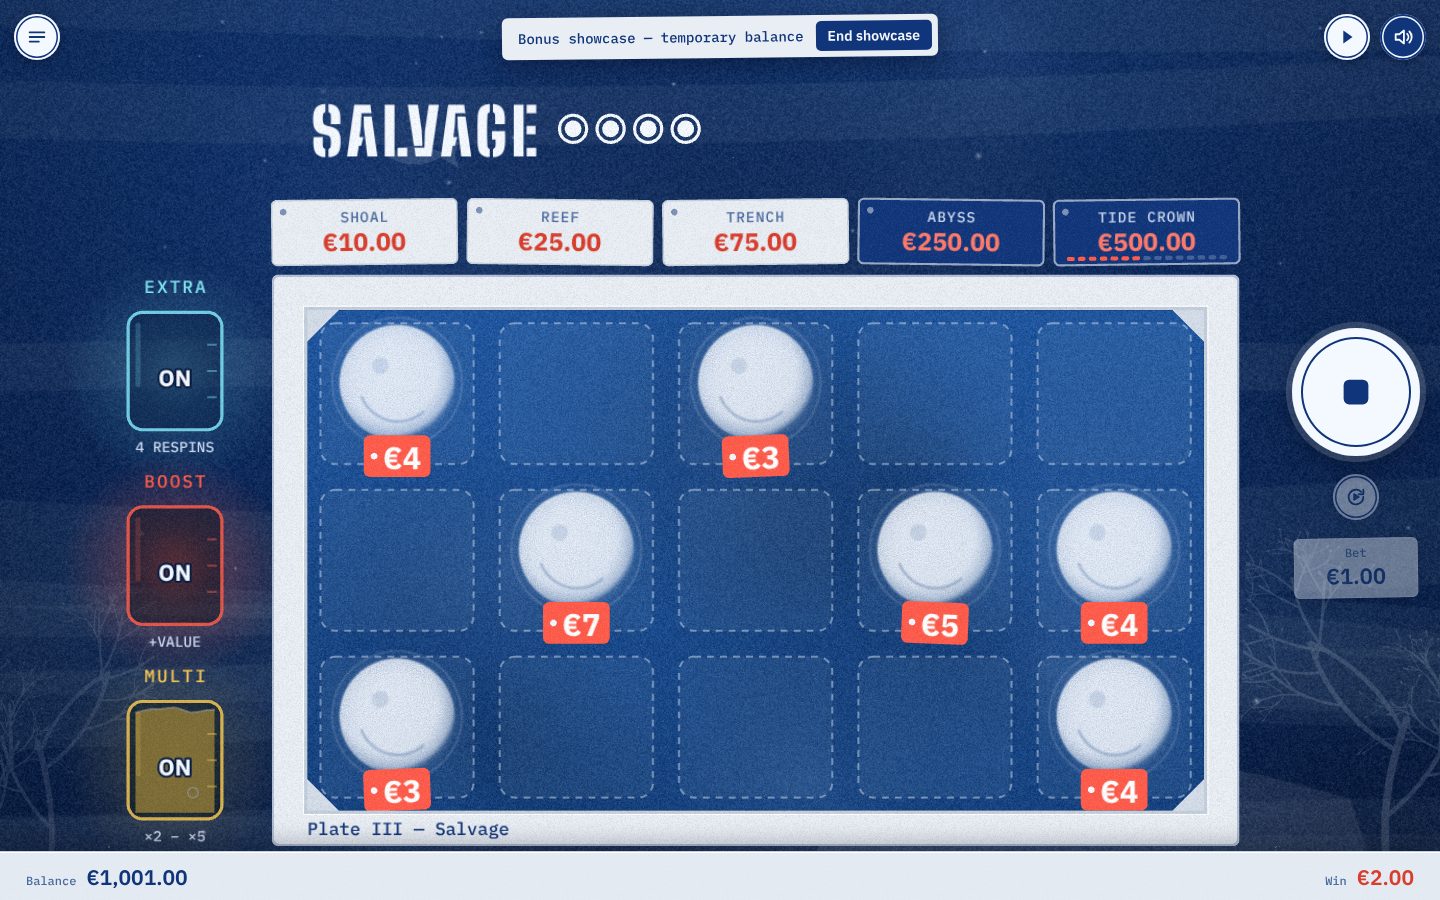 Bonus showcase — temporary balance
End showcase
SALVAGE
SHOAL
€10.00
REEF
€25.00
TRENCH
€75.00
ABYSS
€250.00
TIDE CROWN
€500.00
EXTRA
ON
4 RESPINS
BOOST
ON
+VALUE
MULTI
ON
×2 – ×5
€4
€3
€7
€5
€4
€3
€4
Plate III — Salvage
Bet
€1.00
Balance €1,001.00
Win €2.00